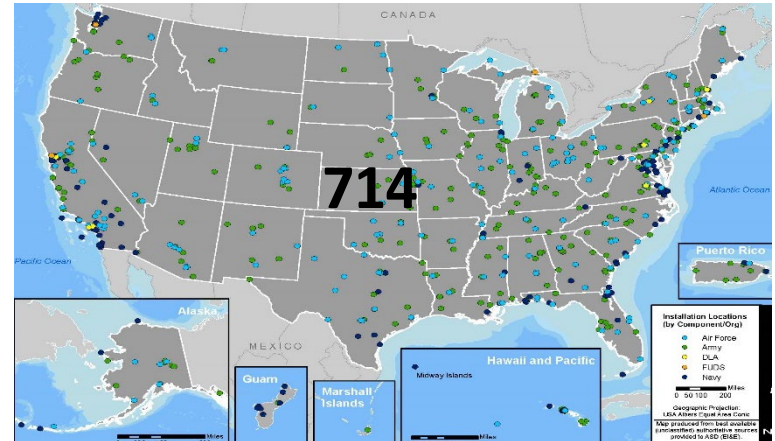 CANADA
714
Atlantic Ocean
Pacific Ocean
Puerto Rico
Alaska
MEXICO
Hawaii and Pacific
Midway Islands
Guam
Marshall
Islands
Miles
Installation Locations
(by Component/Org)
Air Force
Army
DLA
FUDS
Navy
0 50 100 200
Miles
Geographic Projection:
USA Albers Equal Area Conic
Map produced from best available
(unclassified) authoritative sources
provided to ASD (EI&E).
N